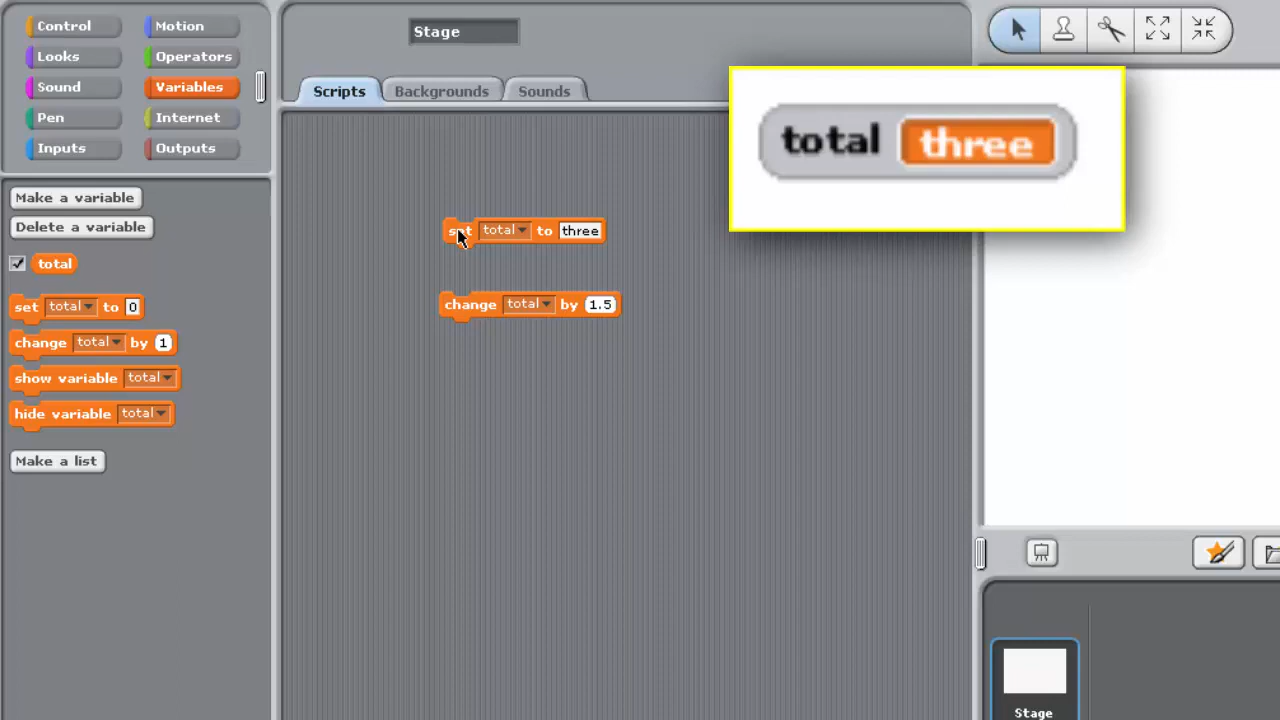 Control Motion
Looks Operators
Sound Variables
Pen Internet
Inputs Outputs
Make a variable
Delete a variable
total
set total to 0
change total by 1
show variable total
hide variable total
Make a list
Stage
Scripts Backgrounds Sounds
set total to three
change total by 1.5
total three
Stage